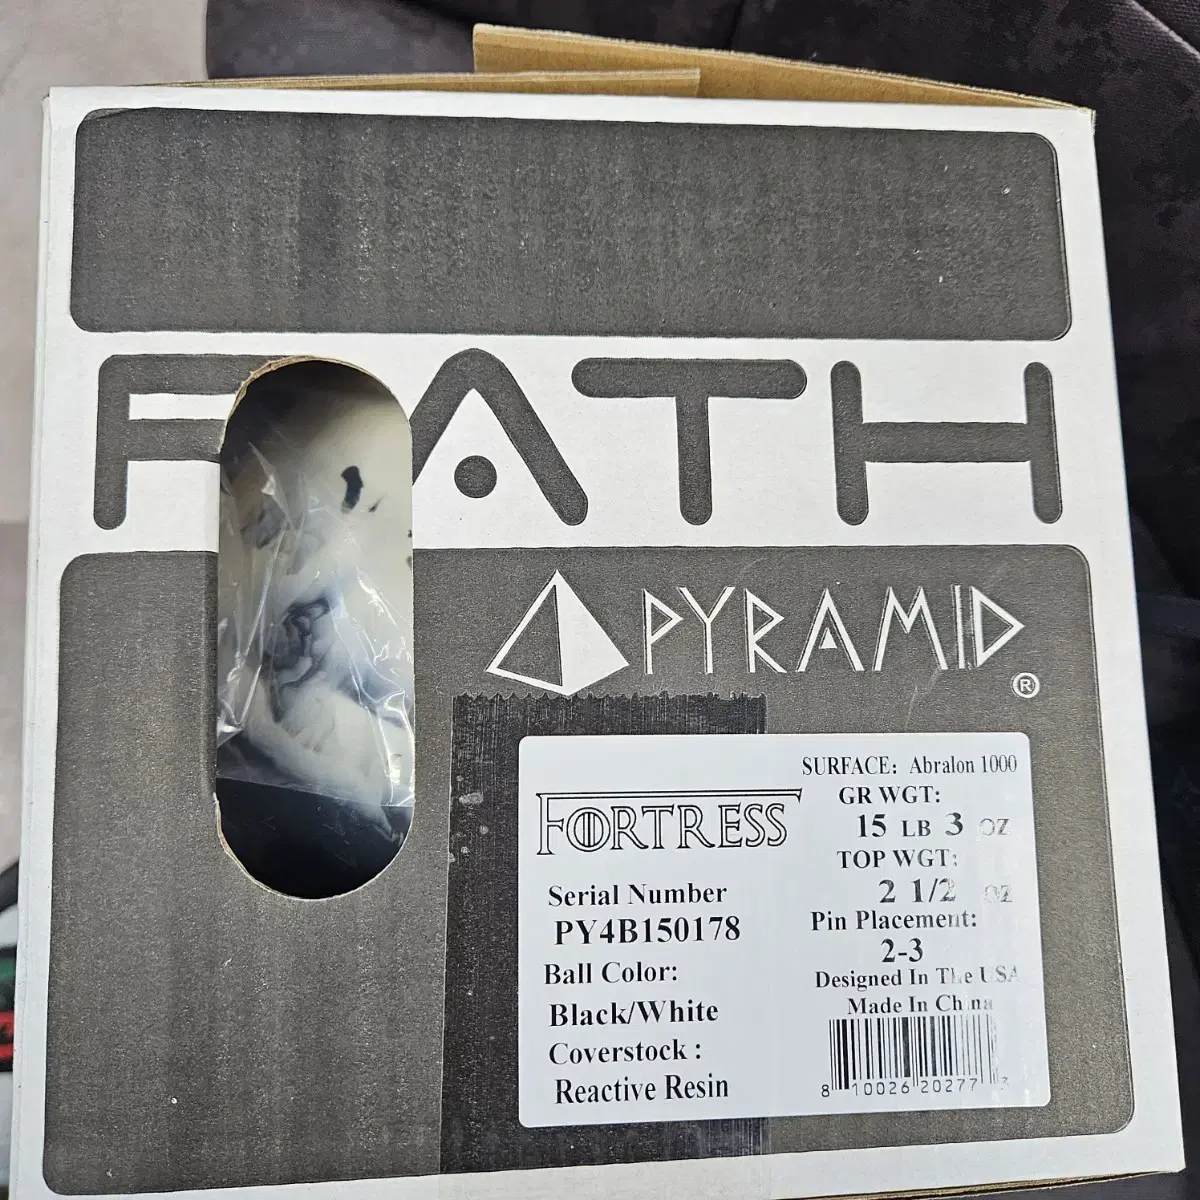 PATH
PYRAMID ®
FORTRESS
Serial Number
PY4B150178
Ball Color:
Black/White
Coverstock :
Reactive Resin
SURFACE: Abralon 1000
GR WGT:
15 LB 3 OZ
TOP WGT:
2 1/2 OZ
Pin Placement:
2-3
Designed In The USA
Made In China
8 10026 20277 3